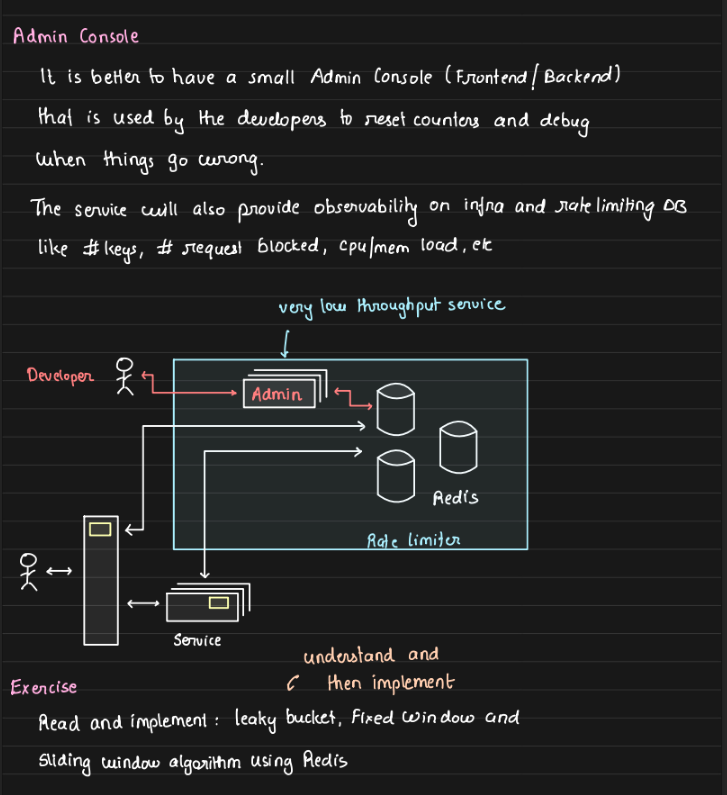 Admin Console
It is better to have a small Admin Console (Frontend/Backend)
that is used by the developers to reset counters and debug
when things go wrong.
The service will also provide observability on infra and rate limiting DB
like #keys, # request blocked, cpu/mem load, etc
very low throughput service
Developer
Admin
Redis
Rate limiter
Service
understand and
then implement
Exercise
Read and implement: leaky bucket, Fixed window and
Sliding window algorithm using Redis